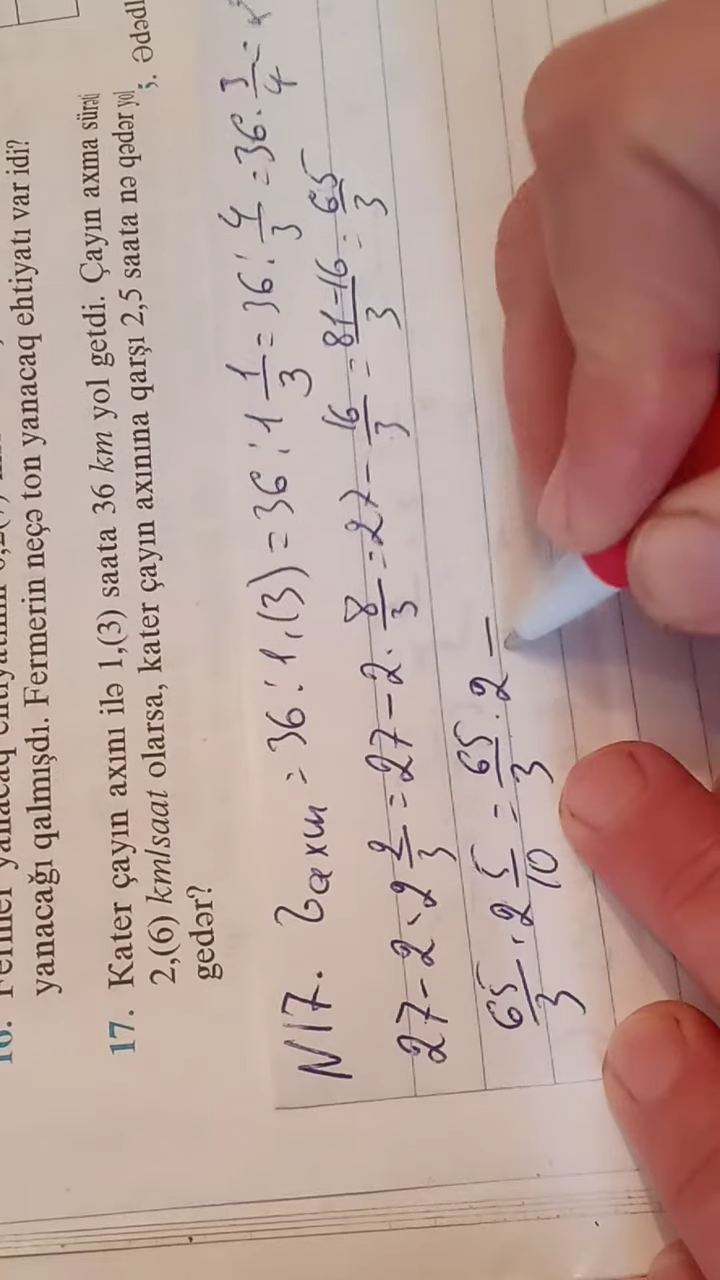 yanacağı qalmışdı. Fermerin neçə ton yanacaq ehtiyatı var idi?
17. Kater çayın axını ilə 1,(3) saata 36 km yol getdi. Çayın axma sürəti
2,(6) km/saat olarsa, kater çayın axınına qarşı 2,5 saata nə qədər yol
gedər?
N17. ϑaxın = 36 : 1,(3) = 36 : 1 1/3 = 36 : 4/3 = 36 · 3/4 =
27 - 2 · 2 2/3 = 27 - 2 · 8/3 = 27 - 16/3 = 81-16/3 = 65/3
65/3 · 2 5/10 = 65/3 · 2